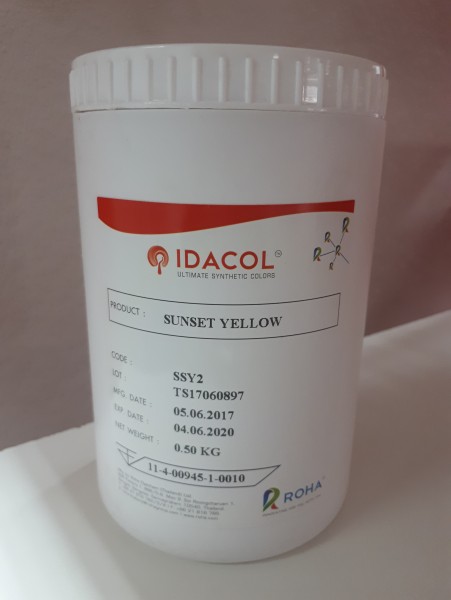 IDACOL
ULTIMATE SYNTHETIC COLORS
PRODUCT : SUNSET YELLOW
CODE : SSY2
LOT : TS17060897
MFG. DATE : 05.06.2017
EXP. DATE : 04.06.2020
NET WEIGHT : 0.50 KG
11-4-00945-1-0010
ROHA